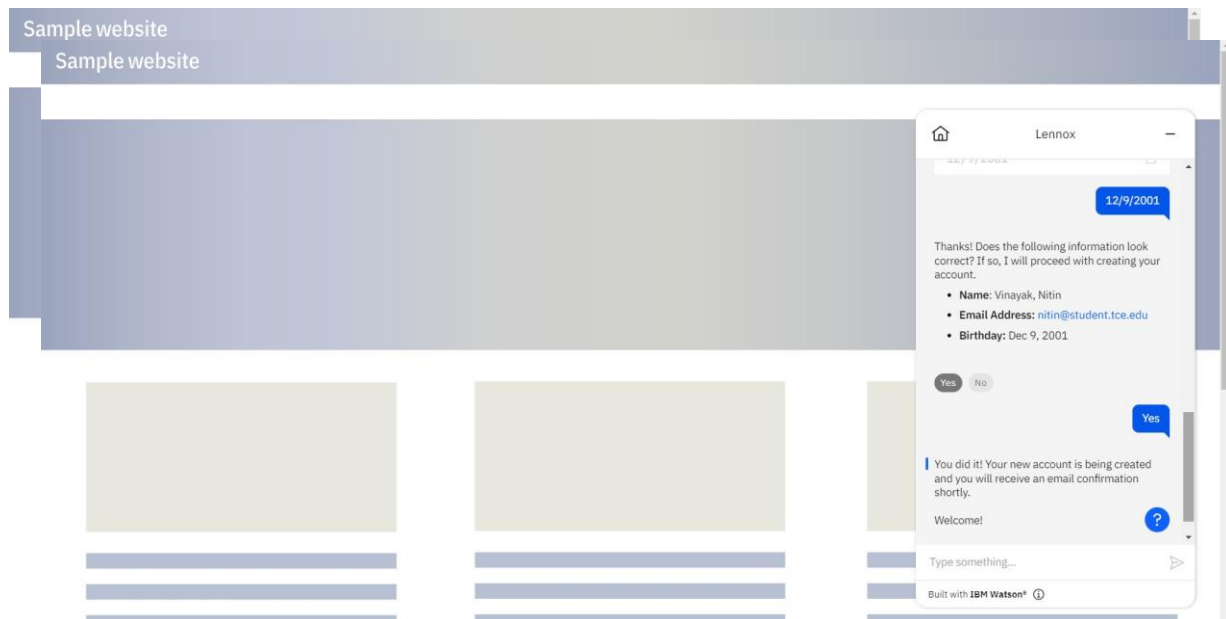 Sample website
Sample website
Lennox
12/9/2001
12/9/2001
Thanks! Does the following information look
correct? If so, I will proceed with creating your
account.
• Name: Vinayak, Nitin
• Email Address: nitin@student.tce.edu
• Birthday: Dec 9, 2001
Yes No
Yes
You did it! Your new account is being created
and you will receive an email confirmation
shortly.
Welcome!
?
Type something...
Built with IBM Watson®